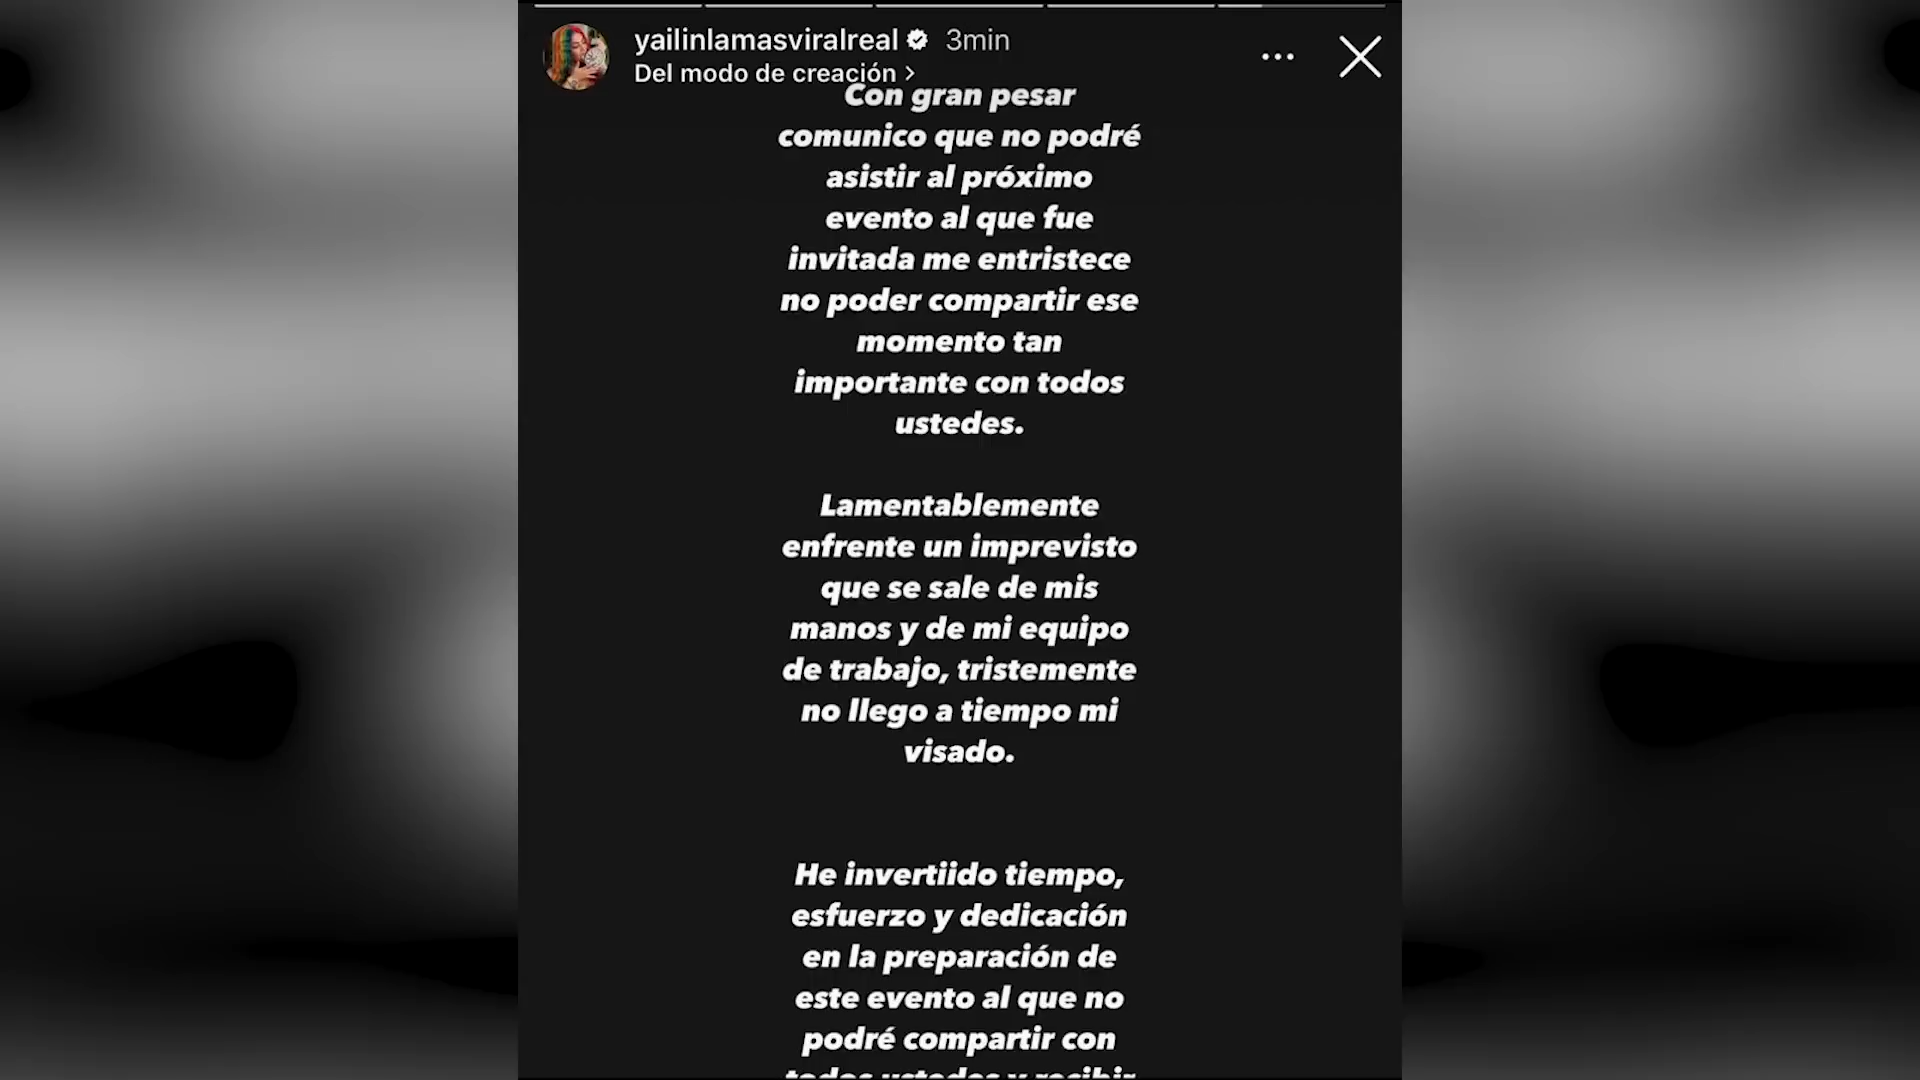 yailinlamasviralreal 3min
Del modo de creación >
Con gran pesar
comunico que no podré
asistir al próximo
evento al que fue
invitada me entristece
no poder compartir ese
momento tan
importante con todos
ustedes.
Lamentablemente
enfrente un imprevisto
que se sale de mis
manos y de mi equipo
de trabajo, tristemente
no llego a tiempo mi
visado.
He invertiido tiempo,
esfuerzo y dedicación
en la preparación de
este evento al que no
podré compartir con
todos ustedes y recibir